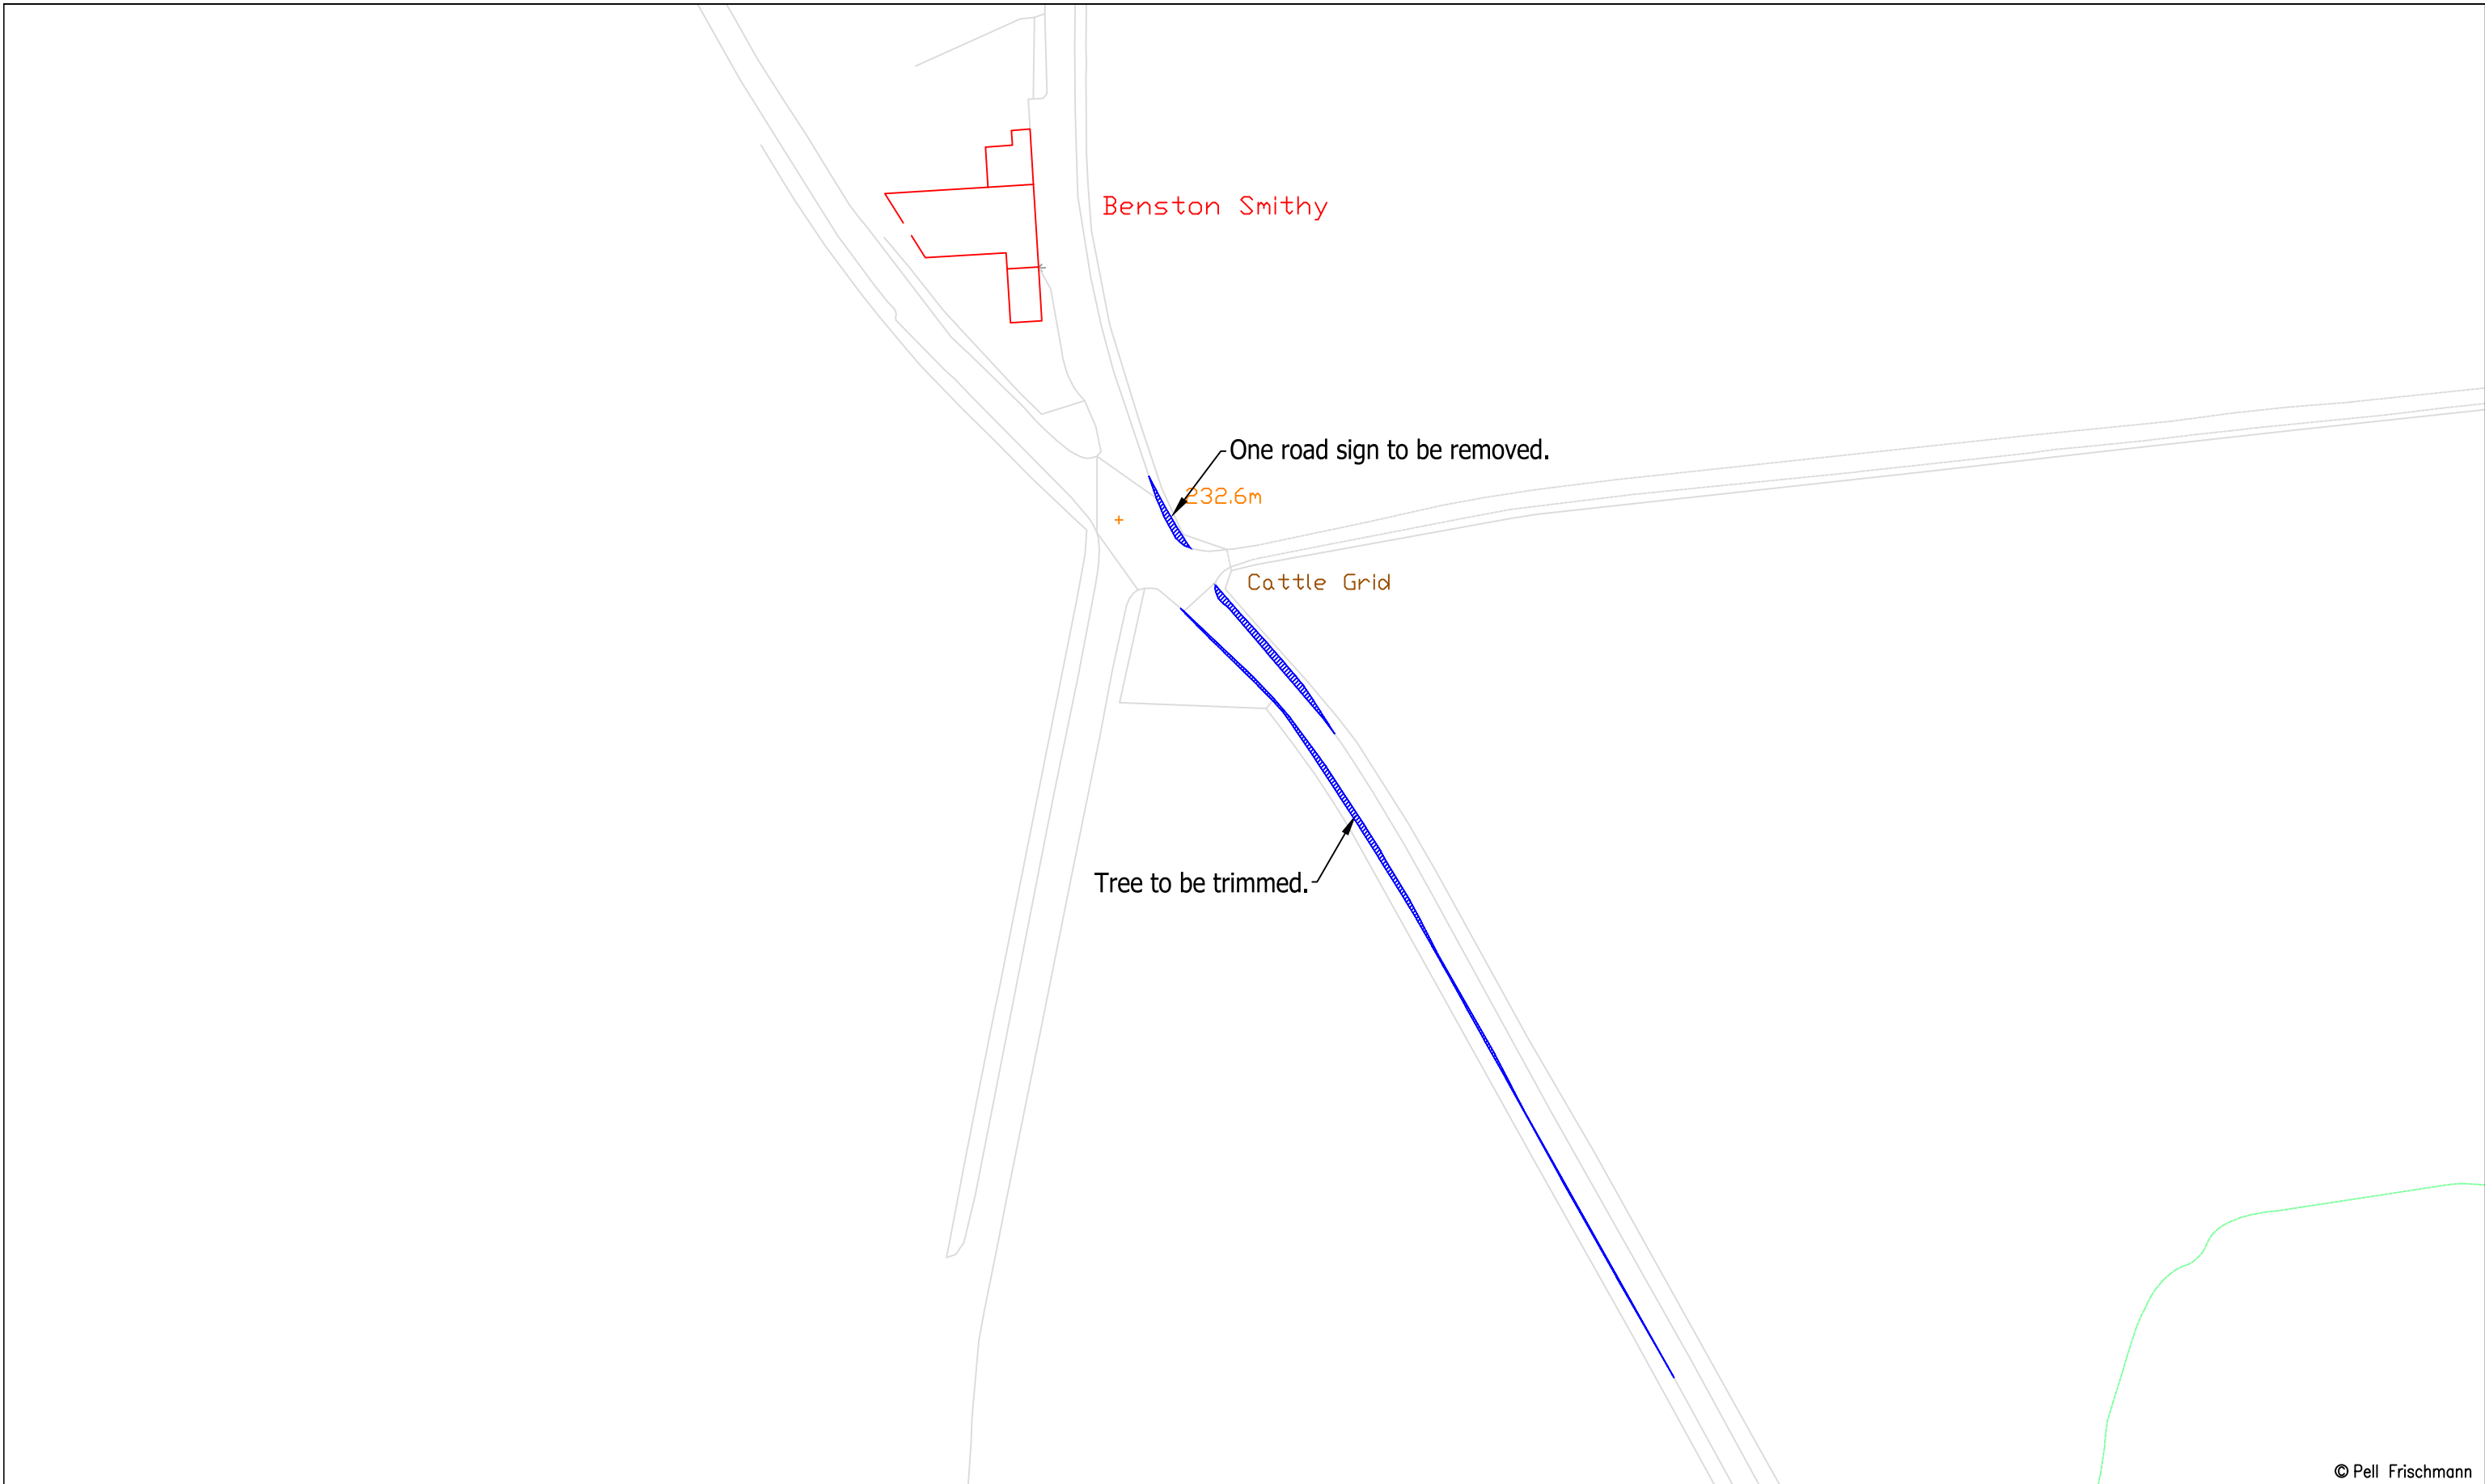 Benston Smithy
One road sign to be removed.
232.6m
Cattle Grid
Tree to be trimmed.
© Pell Frischmann